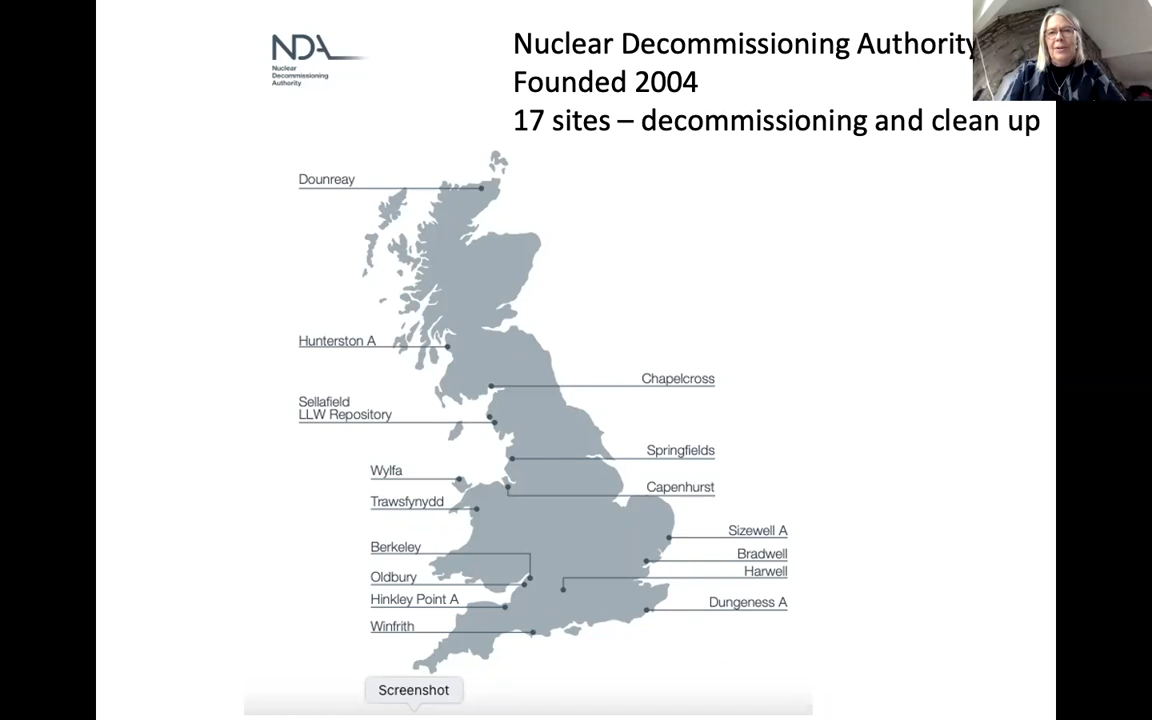 NDA
Nuclear
Decommissioning
Authority
Nuclear Decommissioning Authority
Founded 2004
17 sites – decommissioning and clean up
Dounreay
Hunterston A
Chapelcross
Sellafield
LLW Repository
Springfields
Wylfa
Capenhurst
Trawsfynydd
Sizewell A
Berkeley
Bradwell
Harwell
Oldbury
Hinkley Point A
Dungeness A
Winfrith
Screenshot